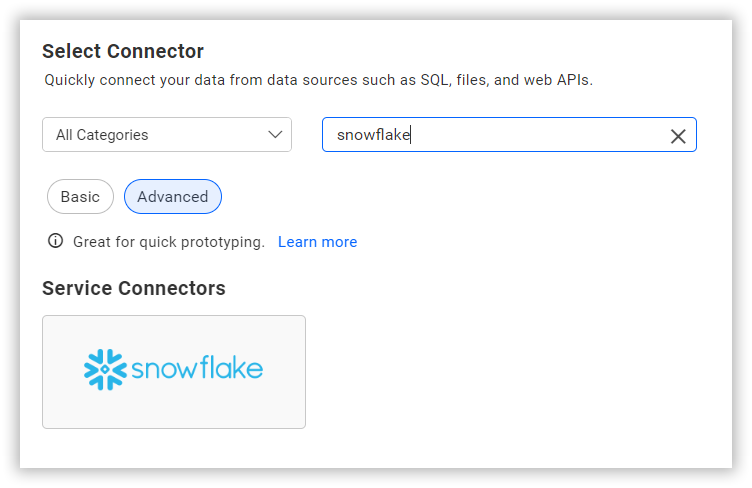 Select Connector
Quickly connect your data from data sources such as SQL, files, and web APIs.
All Categories
snowflake
Basic
Advanced
Great for quick prototyping. Learn more
Service Connectors
snowflake